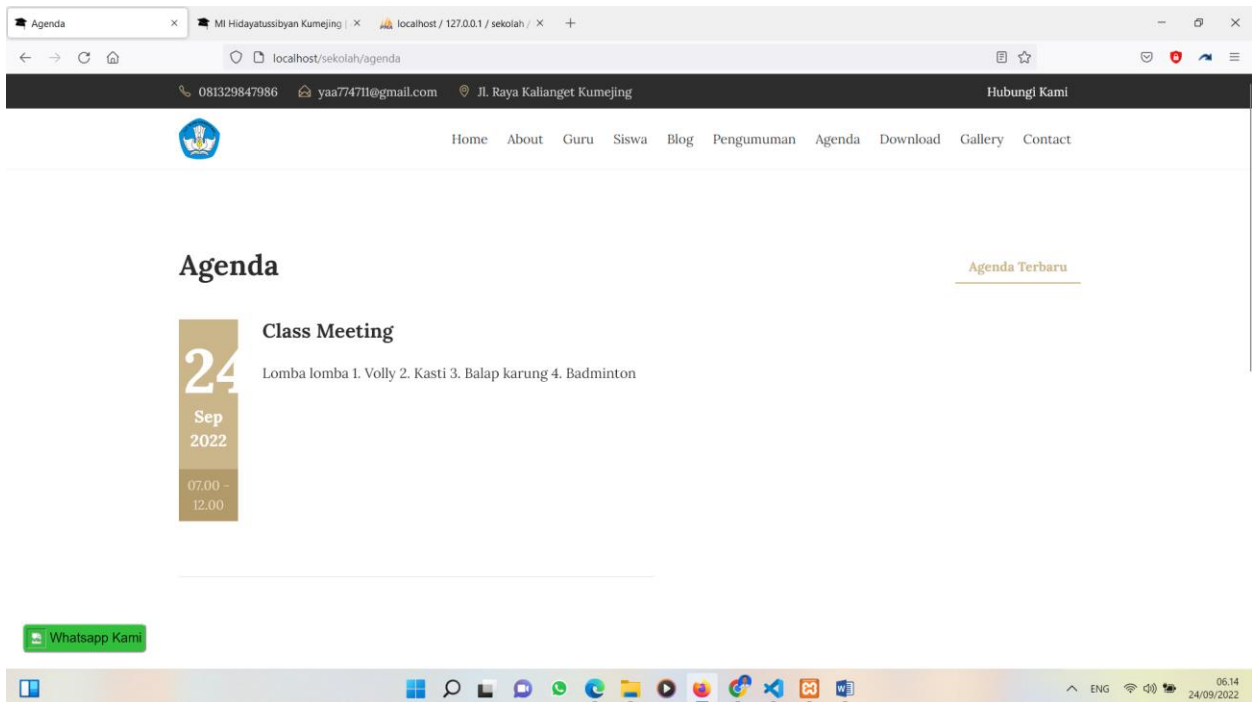 Agenda
MI Hidayatussibyan Kumejing |
localhost / 127.0.0.1 / sekolah /
localhost/sekolah/agenda
081329847986 yaa774711@gmail.com Jl. Raya Kalianget Kumejing Hubungi Kami
Home About Guru Siswa Blog Pengumuman Agenda Download Gallery Contact
Agenda
Agenda Terbaru
24
Sep
2022
07.00 -
12.00
Class Meeting
Lomba lomba 1. Volly 2. Kasti 3. Balap karung 4. Badminton
Whatsapp Kami
ENG
06.14
24/09/2022